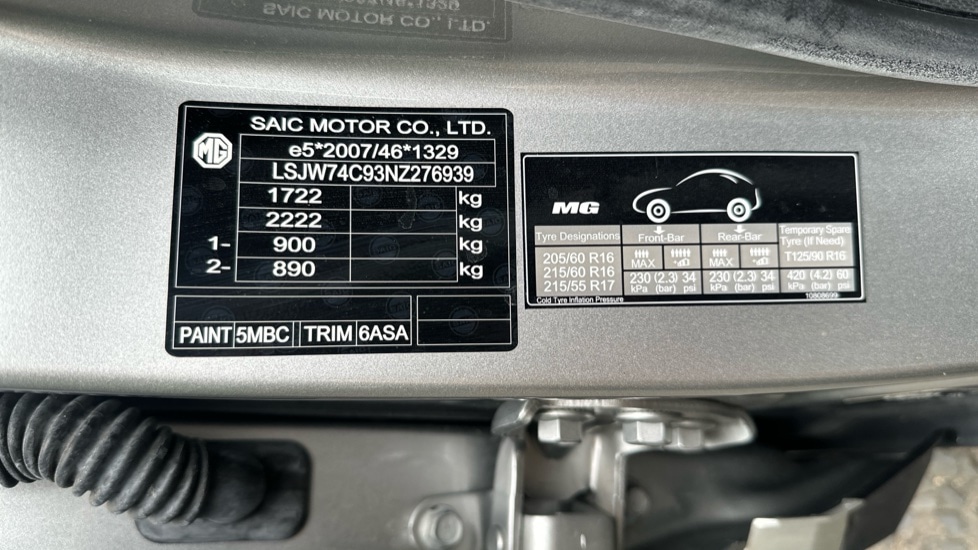 SAIC MOTOR CO., LTD.
MG
e5*2007/46*1329
LSJW74C93NZ276939
1722 kg
2222 kg
1- 900 kg
2- 890 kg
PAINT 5MBC TRIM 6ASA
MG
Tyre Designations Front-Bar Rear-Bar Temporary Spare Tyre (If Need)
MAX MAX
205/60 R16
215/60 R16
215/55 R17
T125/90 R16
230 (2.3) 34 230 (2.3) 34 420 (4.2) 60
kPa (bar) psi kPa (bar) psi kPa (bar) psi
Cold Tyre Inflation Pressure 10808699